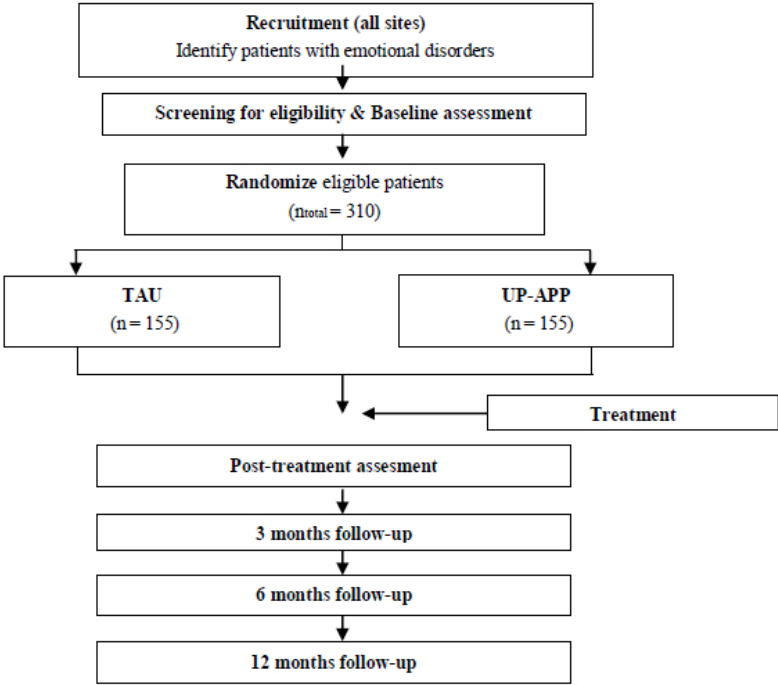 Recruitment (all sites)
Identify patients with emotional disorders
Screening for eligibility & Baseline assessment
Randomize eligible patients
(ntotal = 310)
TAU
(n = 155)
UP-APP
(n = 155)
Treatment
Post-treatment assesment
3 months follow-up
6 months follow-up
12 months follow-up